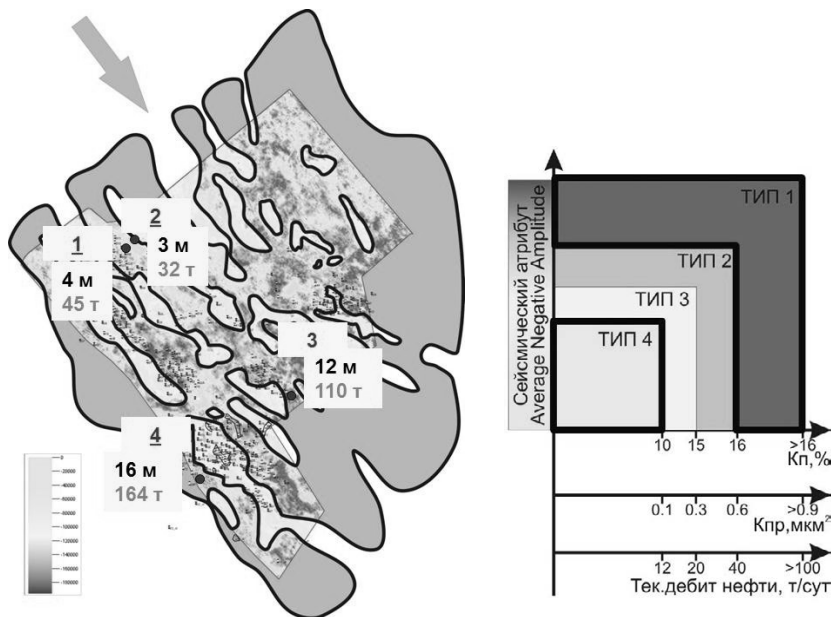 1
4 м
45 т
2
3 м
32 т
3
12 м
110 т
4
16 м
164 т
Сейсмический атрибут
Average Negative Amplitude
ТИП 1
ТИП 2
ТИП 3
ТИП 4
10 15 16 >16
Кп,%
0.1 0.3 0.6 >0.9
Кпр,мкм²
12 20 40 >100
Тек.дебит нефти, т/сут